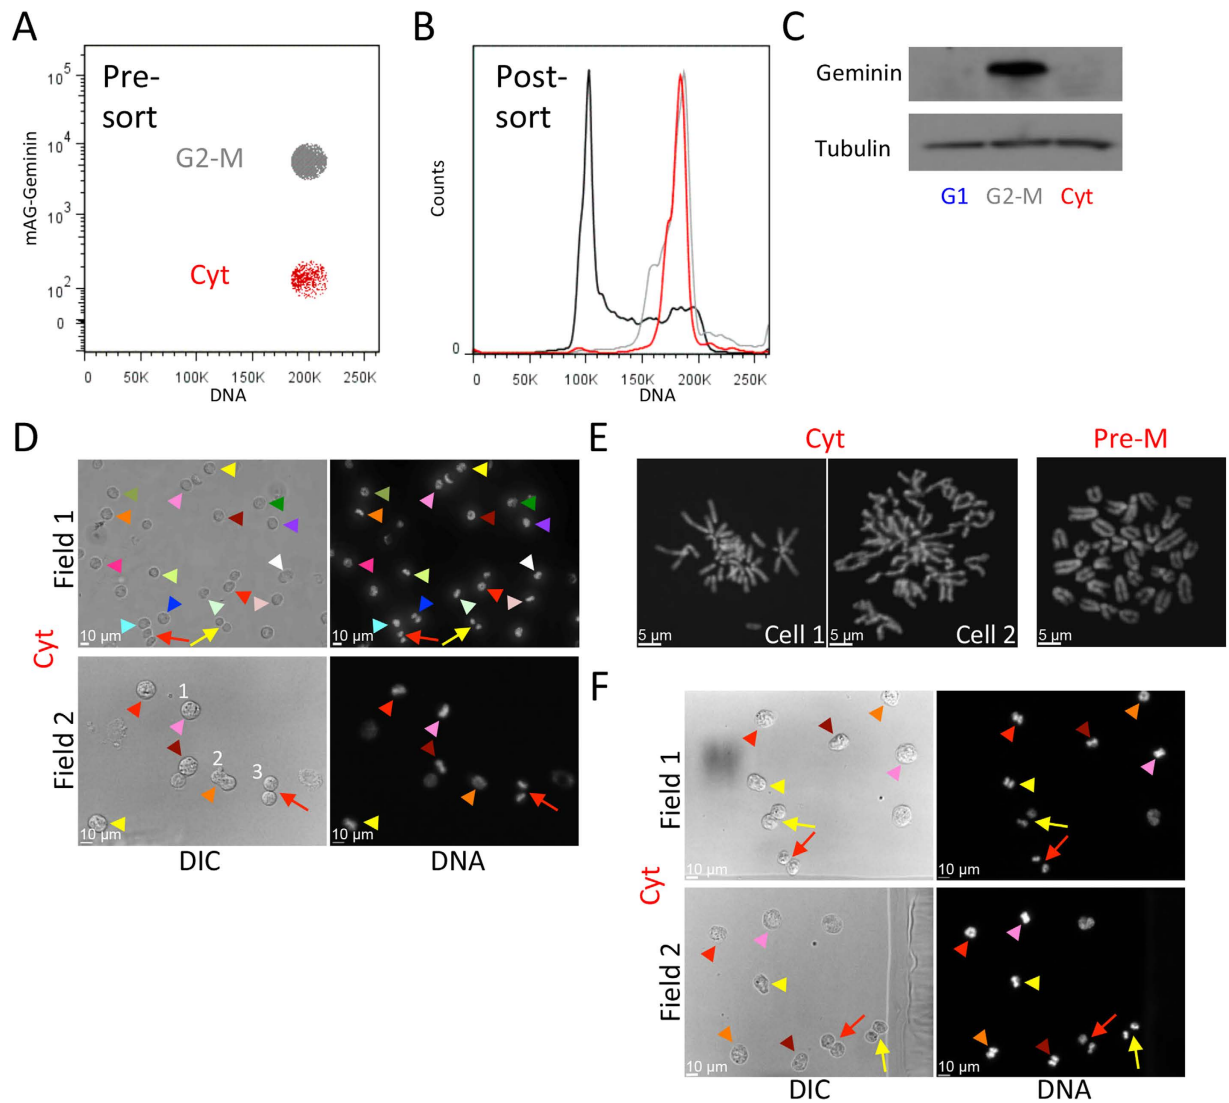 A
B
C
Pre-
sort
G2-M
Cyt
mAG-Geminin
10^5
10^4
10^3
10^2
0
0 50K 100K 150K 200K 250K
DNA
Post-
sort
Counts
0
0 50K 100K 150K 200K 250K
DNA
Geminin
Tubulin
G1 G2-M Cyt
D
Cyt
Field 1
10 µm
10 µm
Field 2
1
2
3
10 µm
10 µm
DIC
DNA
E
Cyt
Pre-M
5 µm
Cell 1
5 µm
Cell 2
5 µm
F
Cyt
Field 1
10 µm
10 µm
Field 2
10 µm
10 µm
DIC
DNA